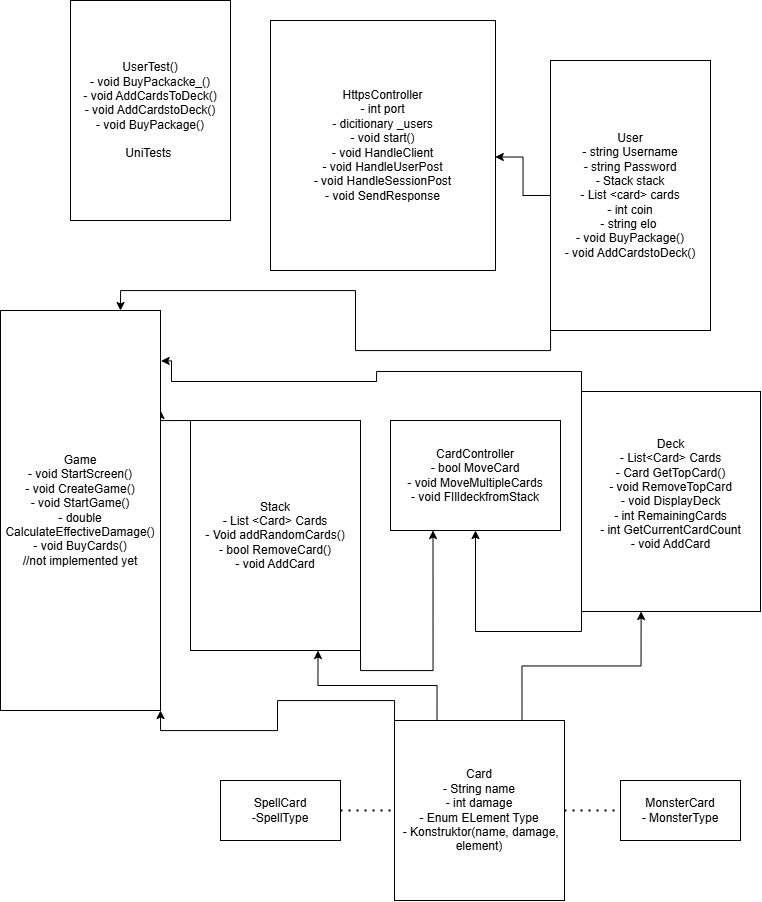 UserTest()
- void BuyPackacke_()
- void AddCardsToDeck()
- void AddCardstoDeck()
- void BuyPackage()
UniTests
HttpsController
- int port
- dicitionary _users
- void start()
- void HandleClient
- void HandleUserPost
- void HandleSessionPost
- void SendResponse
User
- string Username
- string Password
- Stack stack
- List <card> cards
- int coin
- string elo
- void BuyPackage()
- void AddCardstoDeck()
Game
- void StartScreen()
- void CreateGame()
- void StartGame()
- double
CalculateEffectiveDamage()
- void BuyCards()
//not implemented yet
Stack
- List <Card> Cards
- Void addRandomCards()
- bool RemoveCard()
- void AddCard
CardController
- bool MoveCard
- void MoveMultipleCards
- void FIlldeckfromStack
Deck
- List<Card> Cards
- Card GetTopCard()
- void RemoveTopCard
- void DisplayDeck
- int RemainingCards
- int GetCurrentCardCount
- void AddCard
SpellCard
-SpellType
Card
- String name
- int damage
- Enum ELement Type
- Konstruktor(name, damage,
element)
MonsterCard
- MonsterType